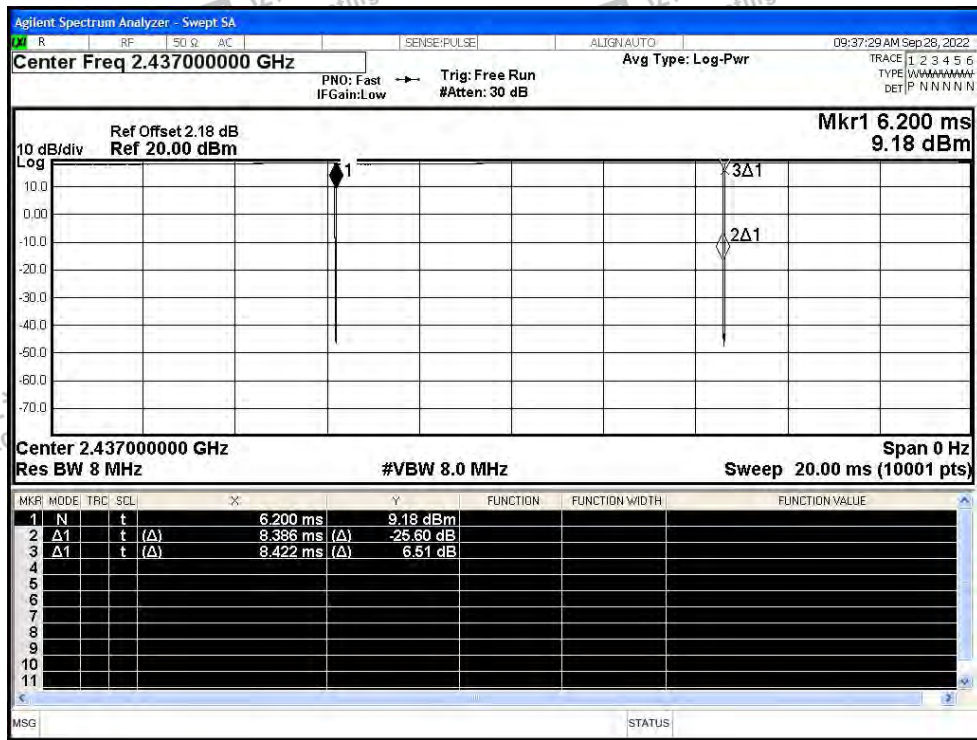 Agilent Spectrum Analyzer - Swept SA
R RF 50 Ω AC SENSE:PULSE ALIGN AUTO 09:37:29 AM Sep 28, 2022
Center Freq 2.437000000 GHz
PNO: Fast
IFGain:Low
Trig: Free Run
#Atten: 30 dB
Avg Type: Log-Pwr
TRACE 1 2 3 4 5 6
TYPE
DET P N N N N N
Mkr1 6.200 ms
9.18 dBm
Ref Offset 2.18 dB
10 dB/div Ref 20.00 dBm
Log
1
3Δ1
10.0
0.00
2Δ1
-10.0
-20.0
-30.0
-40.0
-50.0
-60.0
-70.0
Center 2.437000000 GHz Span 0 Hz
Res BW 8 MHz #VBW 8.0 MHz Sweep 20.00 ms (10001 pts)
MKR MODE TRC SCL X Y FUNCTION FUNCTION WIDTH FUNCTION VALUE
1 N t 6.200 ms 9.18 dBm
2 Δ1 t (Δ) 8.386 ms (Δ) -25.60 dB
3 Δ1 t (Δ) 8.422 ms (Δ) 6.51 dB
4
5
6
7
8
9
10
11
MSG STATUS